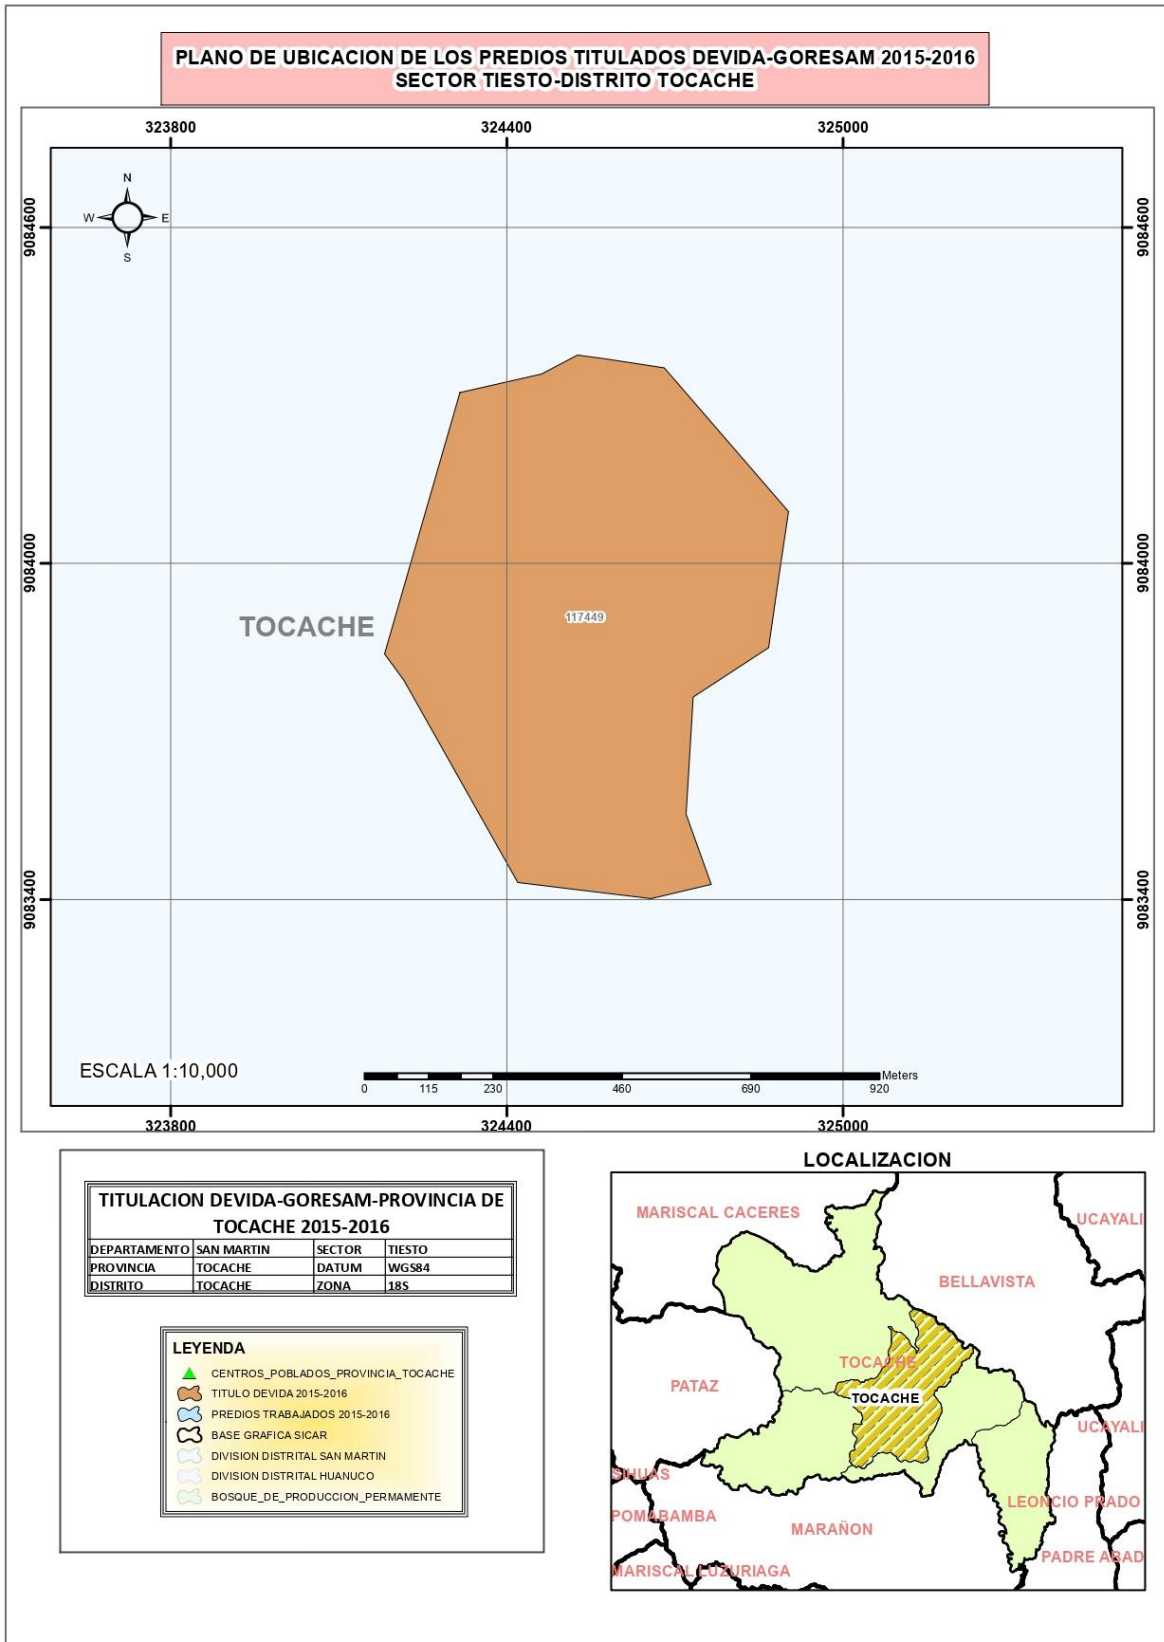 PLANO DE UBICACION DE LOS PREDIOS TITULADOS DEVIDA-GORESAM 2015-2016
SECTOR TIESTO-DISTRITO TOCACHE
323800 324400 325000
N
W E
S
9084600 9084600
9084000 9084000
117449
TOCACHE
9083400 9083400
ESCALA 1:10,000
Meters
0 115 230 460 690 920
323800 324400 325000
TITULACION DEVIDA-GORESAM-PROVINCIA DE
TOCACHE 2015-2016
DEPARTAMENTO SAN MARTIN SECTOR TIESTO
PROVINCIA TOCACHE DATUM WGS84
DISTRITO TOCACHE ZONA 18S
LEYENDA
CENTROS_POBLADOS_PROVINCIA_TOCACHE
TITULO DEVIDA 2015-2016
PREDIOS TRABAJADOS 2015-2016
BASE GRAFICA SICAR
DIVISION DISTRITAL SAN MARTIN
DIVISION DISTRITAL HUANUCO
BOSQUE_DE_PRODUCCION_PERMAMENTE
LOCALIZACION
MARISCAL CACERES
UCAYALI
BELLAVISTA
TOCACHE
PATAZ
TOCACHE
UCAYALI
SIHUAS
LEONCIO PRADO
POMABAMBA
MARAÑON
PADRE ABAD
MARISCAL LUZURIAGA